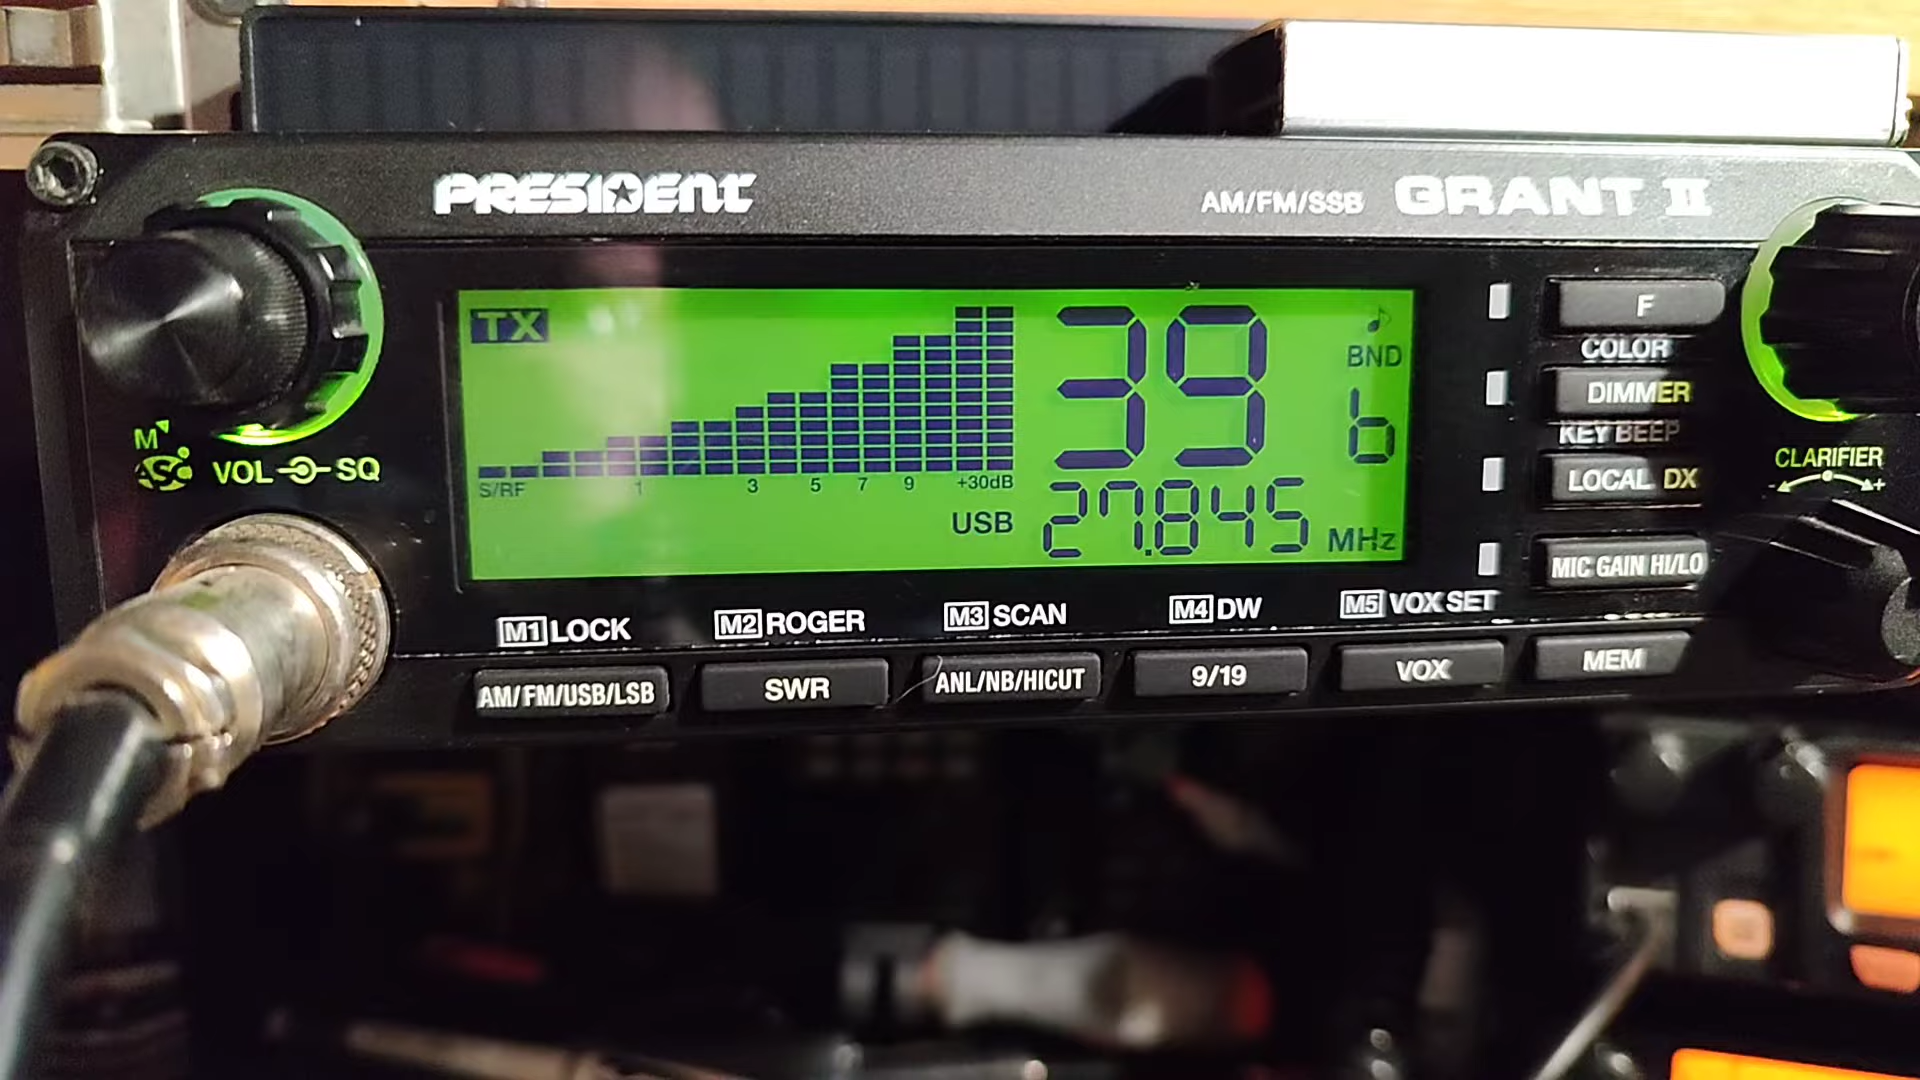 PRESIDENT
AM/FM/SSB GRANT II
TX
39
BND
b
S/RF 1 3 5 7 9 +30dB
USB
27.845 MHz
F
COLOR
DIMMER
KEY BEEP
LOCAL DX
MIC GAIN HI/LO
M
ASC
VOL SQ
CLARIFIER
- +
M1 LOCK
M2 ROGER
M3 SCAN
M4 DW
M5 VOX SET
AM/FM/USB/LSB
SWR
ANL/NB/HICUT
9/19
VOX
MEM